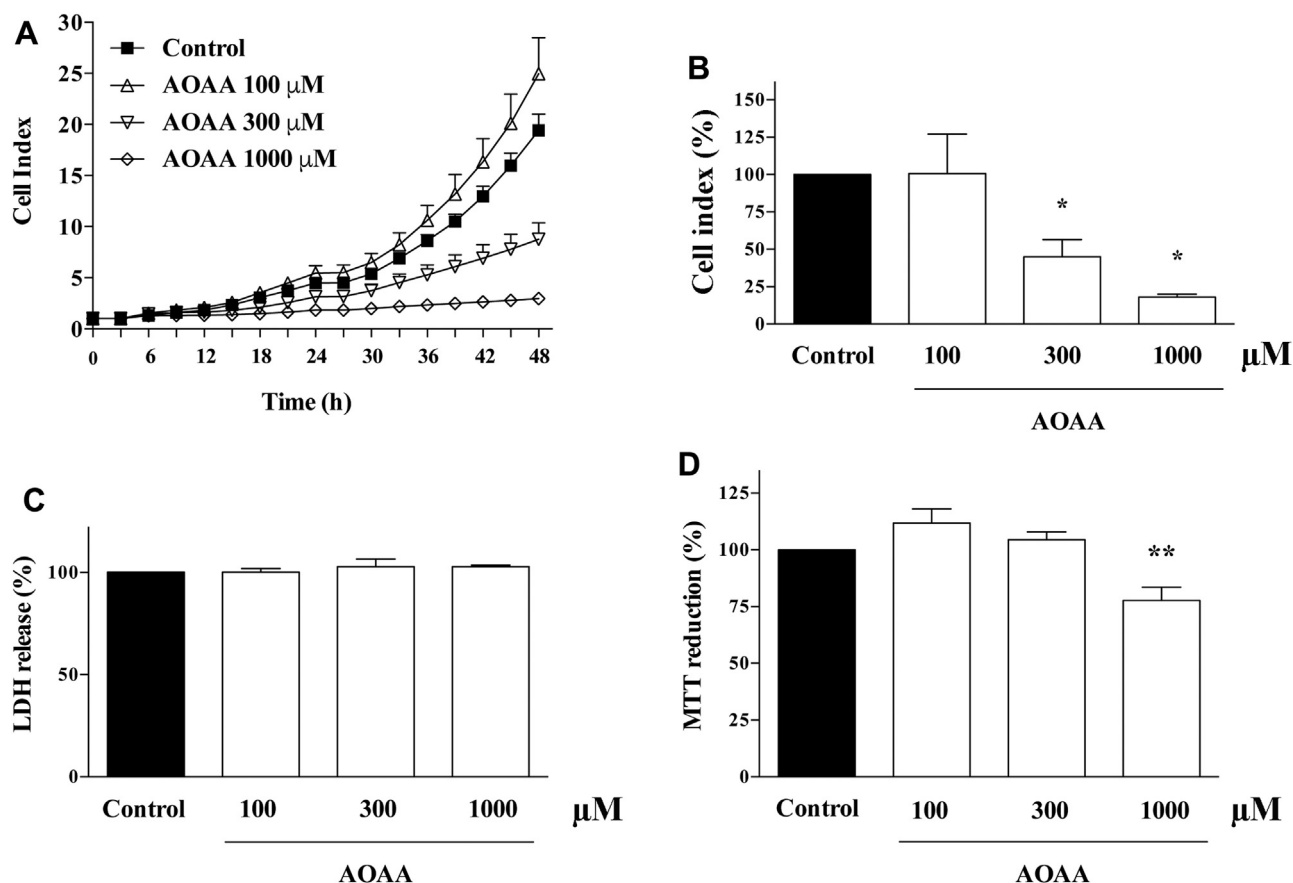 A
Cell Index
30
25
20
15
10
5
0
Control
AOAA 100 μM
AOAA 300 μM
AOAA 1000 μM
0 6 12 18 24 30 36 42 48
Time (h)
B
Cell index (%)
150
125
100
75
50
25
0
*
*
Control 100 300 1000 μM
AOAA
C
LDH release (%)
100
50
0
Control 100 300 1000 μM
AOAA
D
MTT reduction (%)
125
100
75
50
25
0
**
Control 100 300 1000 μM
AOAA